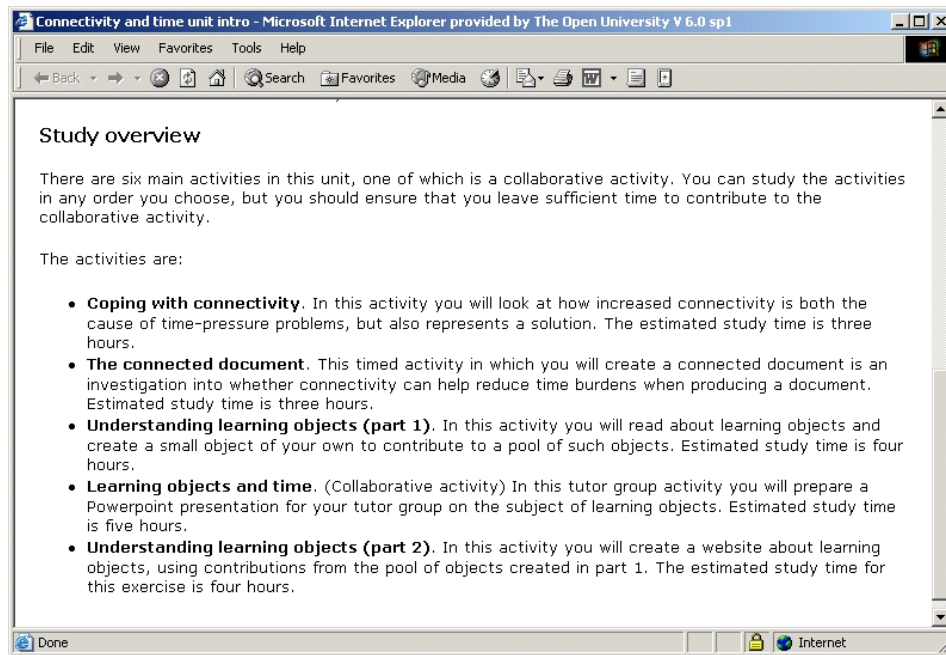 Connectivity and time unit intro - Microsoft Internet Explorer provided by The Open University V 6.0 sp1
File Edit View Favorites Tools Help
Back Search Favorites Media
Study overview
There are six main activities in this unit, one of which is a collaborative activity. You can study the activities
in any order you choose, but you should ensure that you leave sufficient time to contribute to the
collaborative activity.
The activities are:
• Coping with connectivity. In this activity you will look at how increased connectivity is both the
cause of time-pressure problems, but also represents a solution. The estimated study time is three
hours.
• The connected document. This timed activity in which you will create a connected document is an
investigation into whether connectivity can help reduce time burdens when producing a document.
Estimated study time is three hours.
• Understanding learning objects (part 1). In this activity you will read about learning objects and
create a small object of your own to contribute to a pool of such objects. Estimated study time is four
hours.
• Learning objects and time. (Collaborative activity) In this tutor group activity you will prepare a
Powerpoint presentation for your tutor group on the subject of learning objects. Estimated study time
is five hours.
• Understanding learning objects (part 2). In this activity you will create a website about learning
objects, using contributions from the pool of objects created in part 1. The estimated study time for
this exercise is four hours.
Done Internet